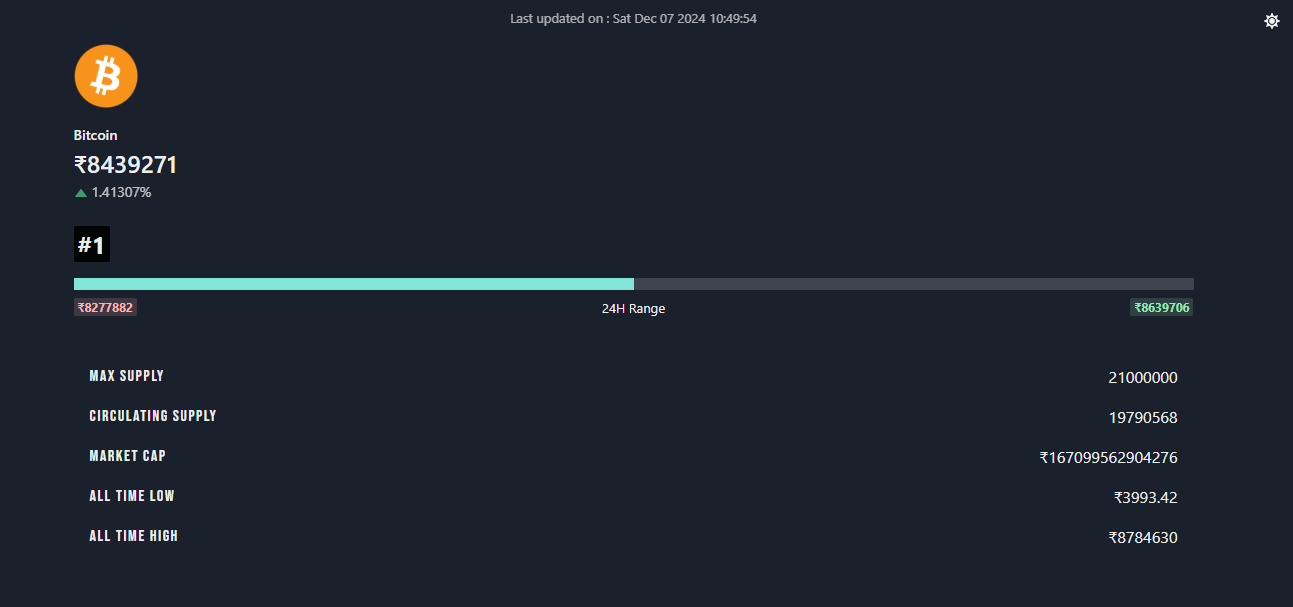 Last updated on : Sat Dec 07 2024 10:49:54
Bitcoin
₹8439271
1.41307%
#1
₹8277882 24H Range ₹8639706
MAX SUPPLY 21000000
CIRCULATING SUPPLY 19790568
MARKET CAP ₹167099562904276
ALL TIME LOW ₹3993.42
ALL TIME HIGH ₹8784630